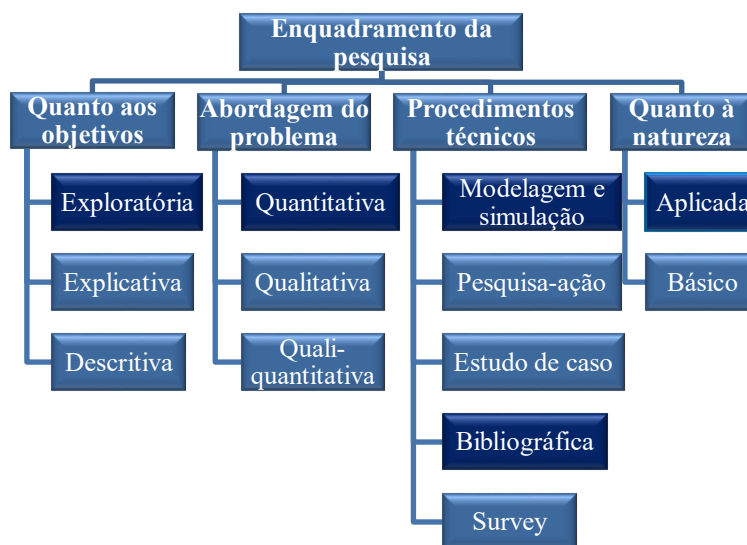 Enquadramento da
pesquisa
Quanto aos
objetivos
Exploratória
Explicativa
Descritiva
Abordagem do
problema
Quantitativa
Qualitativa
Quali-
quantitativa
Procedimentos
técnicos
Modelagem e
simulação
Pesquisa-ação
Estudo de caso
Bibliográfica
Survey
Quanto à
natureza
Aplicada
Básico